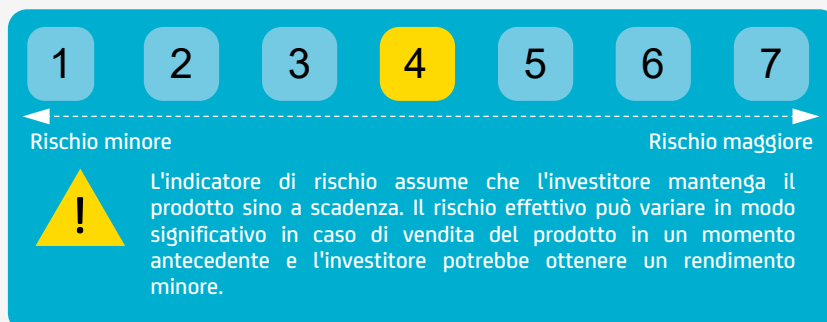 1 2 3 4 5 6 7
Rischio minore Rischio maggiore
! L'indicatore di rischio assume che l'investitore mantenga il
prodotto sino a scadenza. Il rischio effettivo può variare in modo
significativo in caso di vendita del prodotto in un momento
antecedente e l'investitore potrebbe ottenere un rendimento
minore.